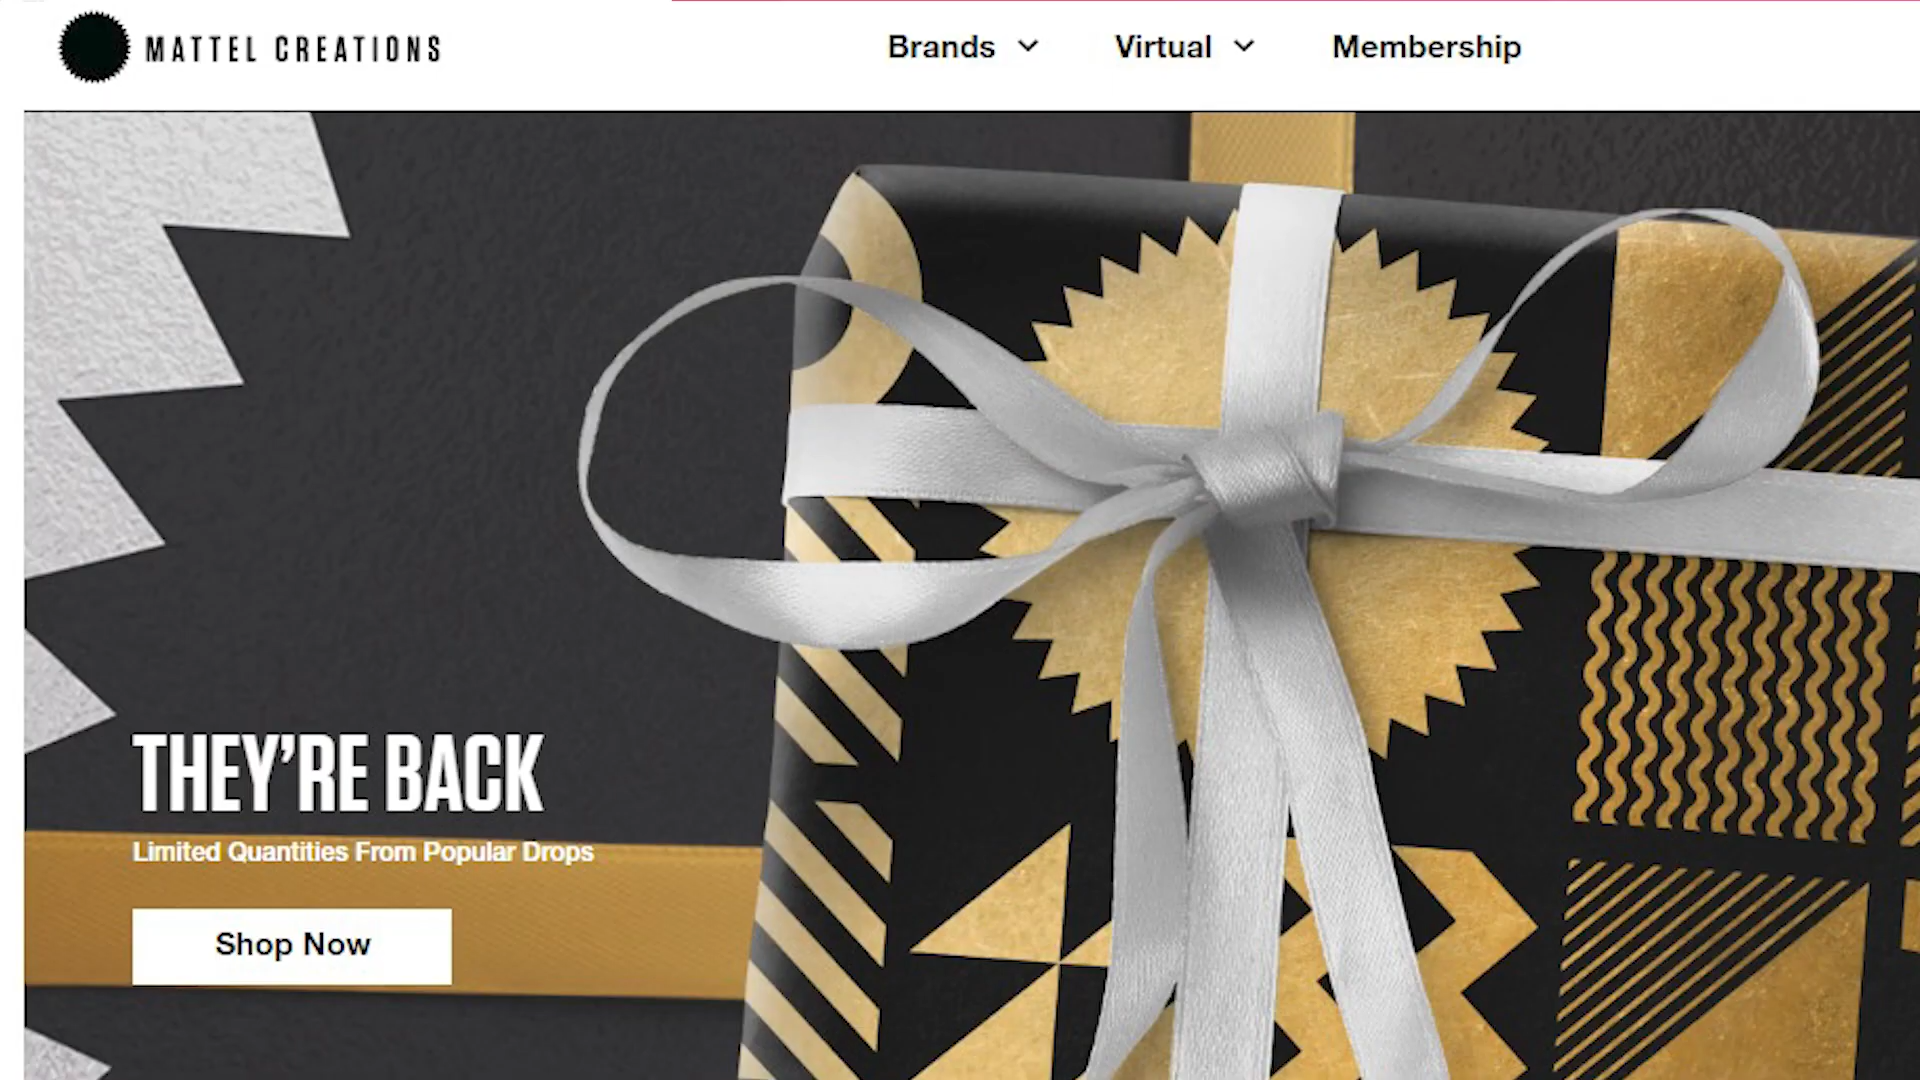 MATTEL CREATIONS
Brands
Virtual
Membership
THEY'RE BACK
Limited Quantities From Popular Drops
Shop Now